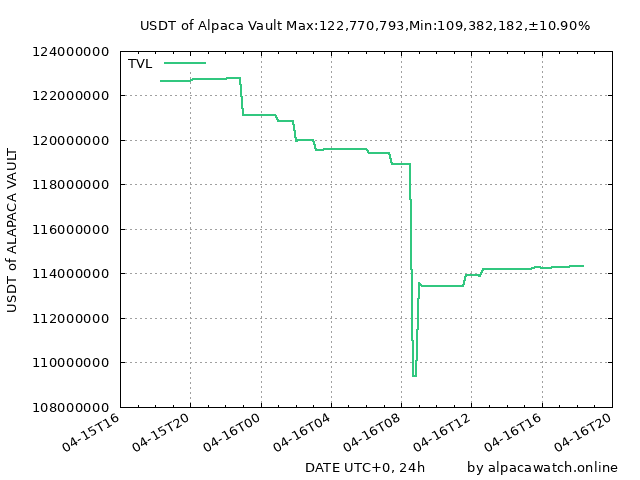 USDT of Alpaca Vault Max:122,770,793,Min:109,382,182,±10.90%
TVL
124000000
122000000
120000000
118000000
116000000
114000000
112000000
110000000
108000000
USDT of ALAPACA VAULT
04-15T16
04-15T20
04-16T00
04-16T04
04-16T08
04-16T12
04-16T16
04-16T20
DATE UTC+0, 24h
by alpacawatch.online